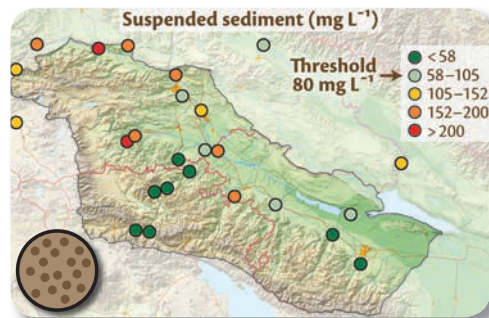 Suspended sediment (mg L⁻¹)
Threshold
80 mg L⁻¹
<58
58–105
105–152
152–200
>200